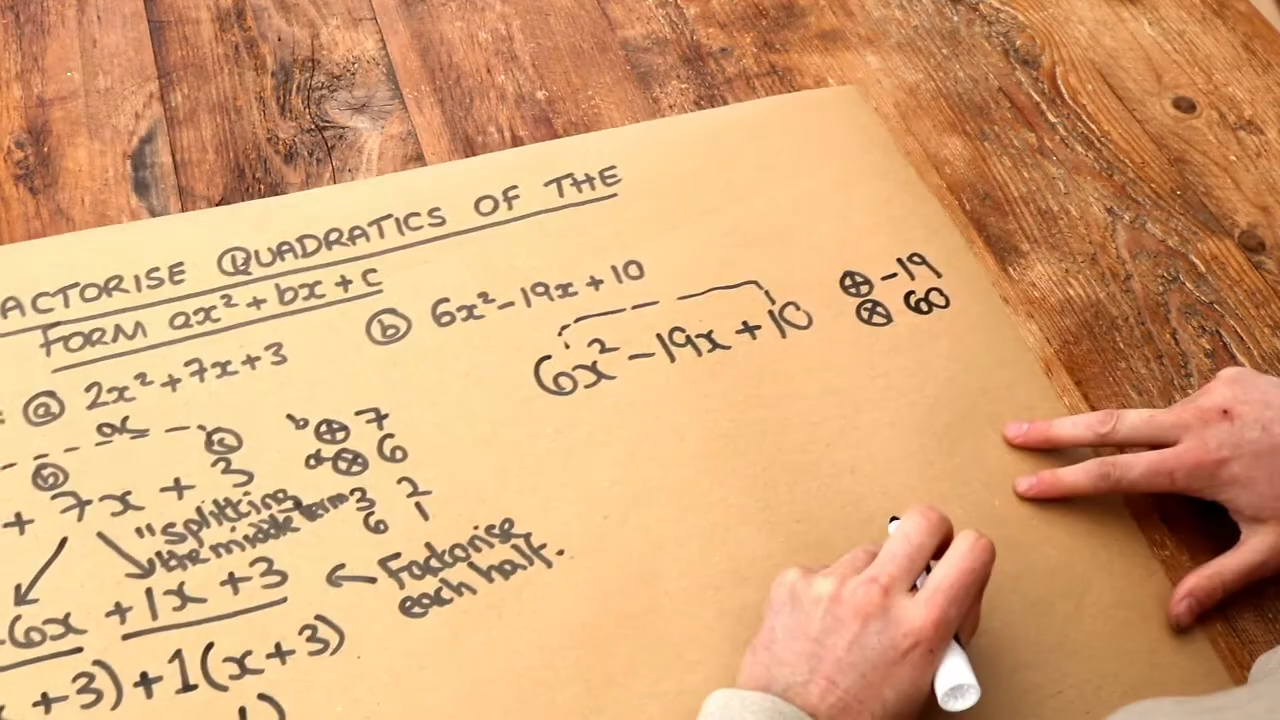 ACTORISE QUADRATICS OF THE
FORM ax² + bx + c
: ⓐ 2x² + 7x + 3
ⓑ 6x² - 19x + 10
ac
ⓑ ⓒ
+ 7x + 3
b ⊕ 7
a ⊗ 6
3 2
6 1
"splitting
the middle term
6x + 1x + 3
← Factorise
each half.
+3) + 1(x+3)
1)
6x² - 19x + 10
⊕ -19
⊗ 60